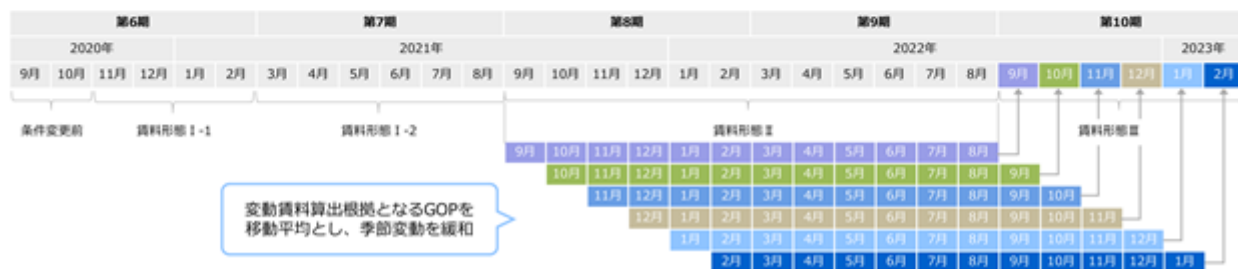 第6期 第7期 第8期 第9期 第10期
2020年 2021年 2022年 2023年
9月 10月 11月 12月 1月 2月 3月 4月 5月 6月 7月 8月 9月 10月 11月 12月 1月 2月 3月 4月 5月 6月 7月 8月 9月 10月 11月 12月 1月 2月
条件変更前 賃料形態Ⅰ-1 賃料形態Ⅰ-2 賃料形態Ⅱ 賃料形態Ⅲ
9月 10月 11月 12月 1月 2月 3月 4月 5月 6月 7月 8月
10月 11月 12月 1月 2月 3月 4月 5月 6月 7月 8月 9月
11月 12月 1月 2月 3月 4月 5月 6月 7月 8月 9月 10月
12月 1月 2月 3月 4月 5月 6月 7月 8月 9月 10月 11月
1月 2月 3月 4月 5月 6月 7月 8月 9月 10月 11月 12月
2月 3月 4月 5月 6月 7月 8月 9月 10月 11月 12月 1月
変動賃料算出根拠となるGOPを
移動平均とし、季節変動を緩和